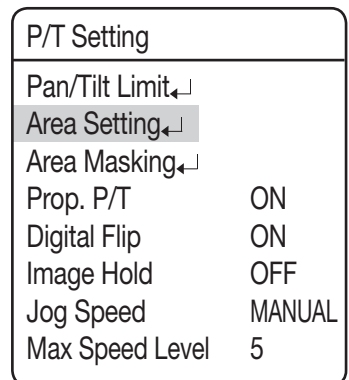 P/T Setting
Pan/Tilt Limit↵
Area Setting↵
Area Masking↵
Prop. P/T ON
Digital Flip ON
Image Hold OFF
Jog Speed MANUAL
Max Speed Level 5